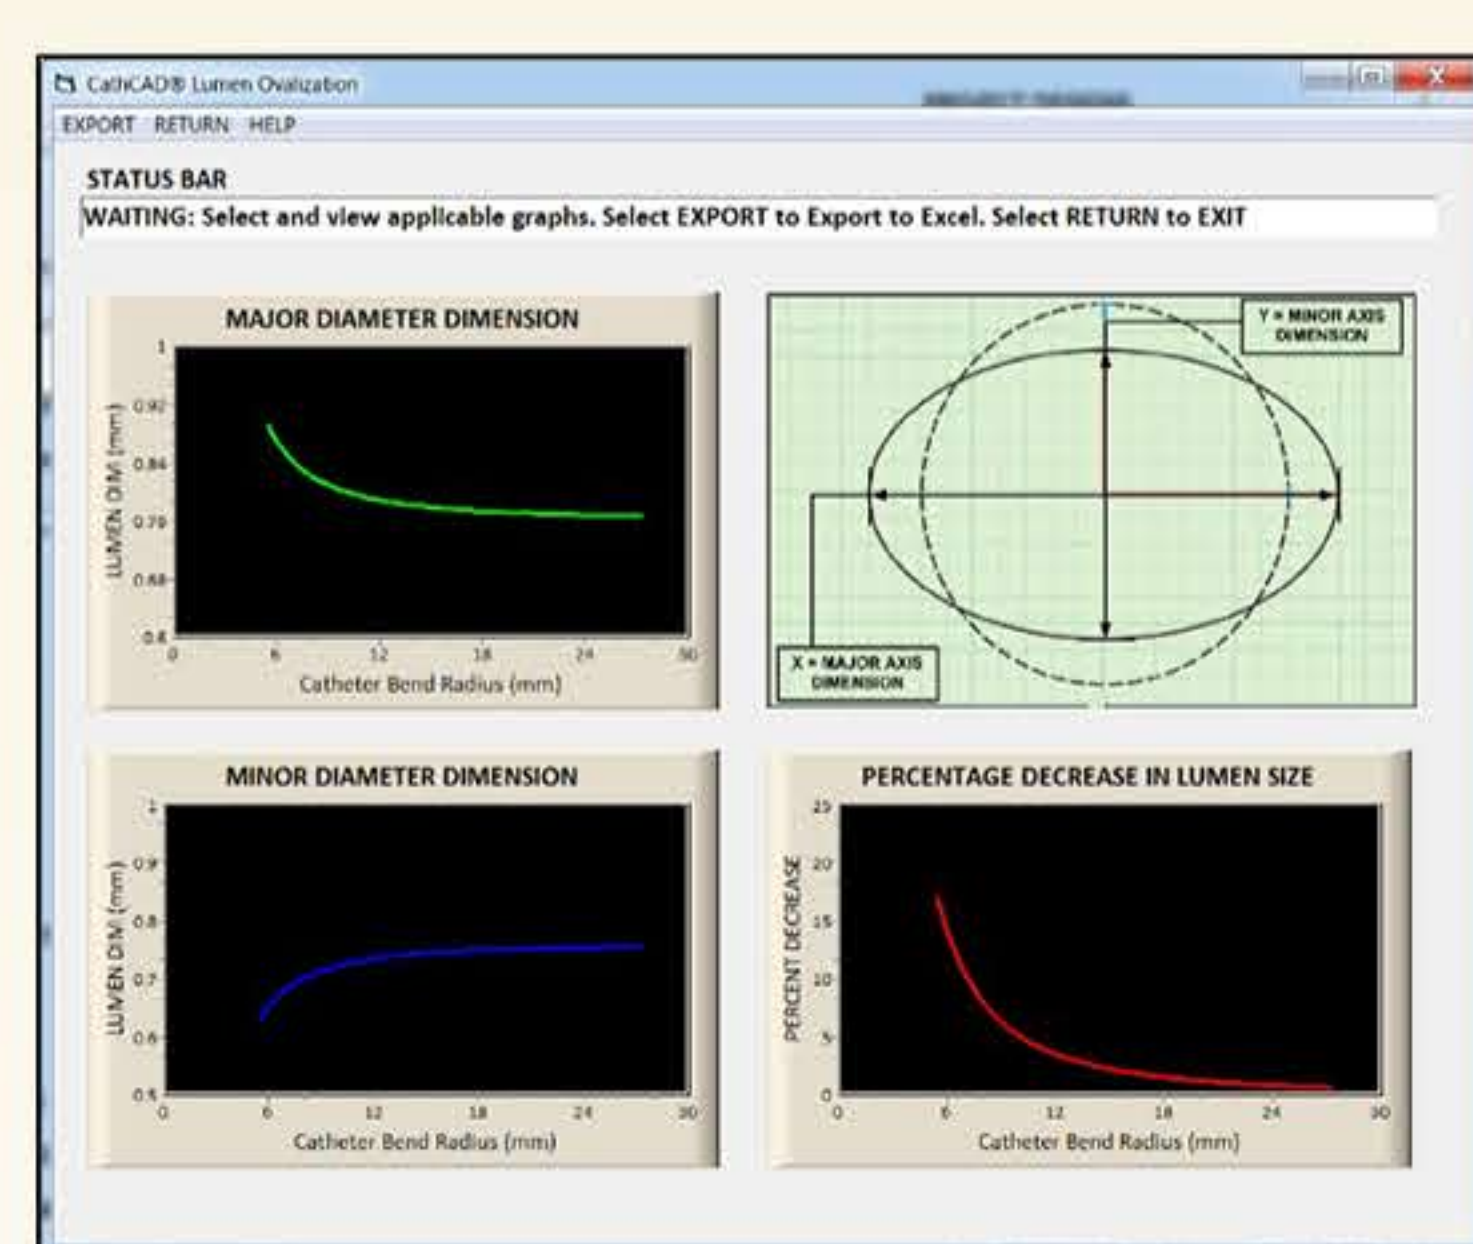 CathCAD® Lumen Ovalization
EXPORT RETURN HELP
STATUS BAR
WAITING: Select and view applicable graphs. Select EXPORT to Export to Excel. Select RETURN to EXIT
MAJOR DIAMETER DIMENSION
1
0.92
0.84
0.76
0.68
0.6
LUMEN DIM (mm)
0 6 12 18 24 30
Catheter Bend Radius (mm)
Y = MINOR AXIS
DIMENSION
X = MAJOR AXIS
DIMENSION
MINOR DIAMETER DIMENSION
1
0.9
0.8
0.7
0.6
0.5
LUMEN DIM (mm)
0 6 12 18 24 30
Catheter Bend Radius (mm)
PERCENTAGE DECREASE IN LUMEN SIZE
25
20
15
10
5
0
PERCENT DECREASE
0 6 12 18 24 30
Catheter Bend Radius (mm)